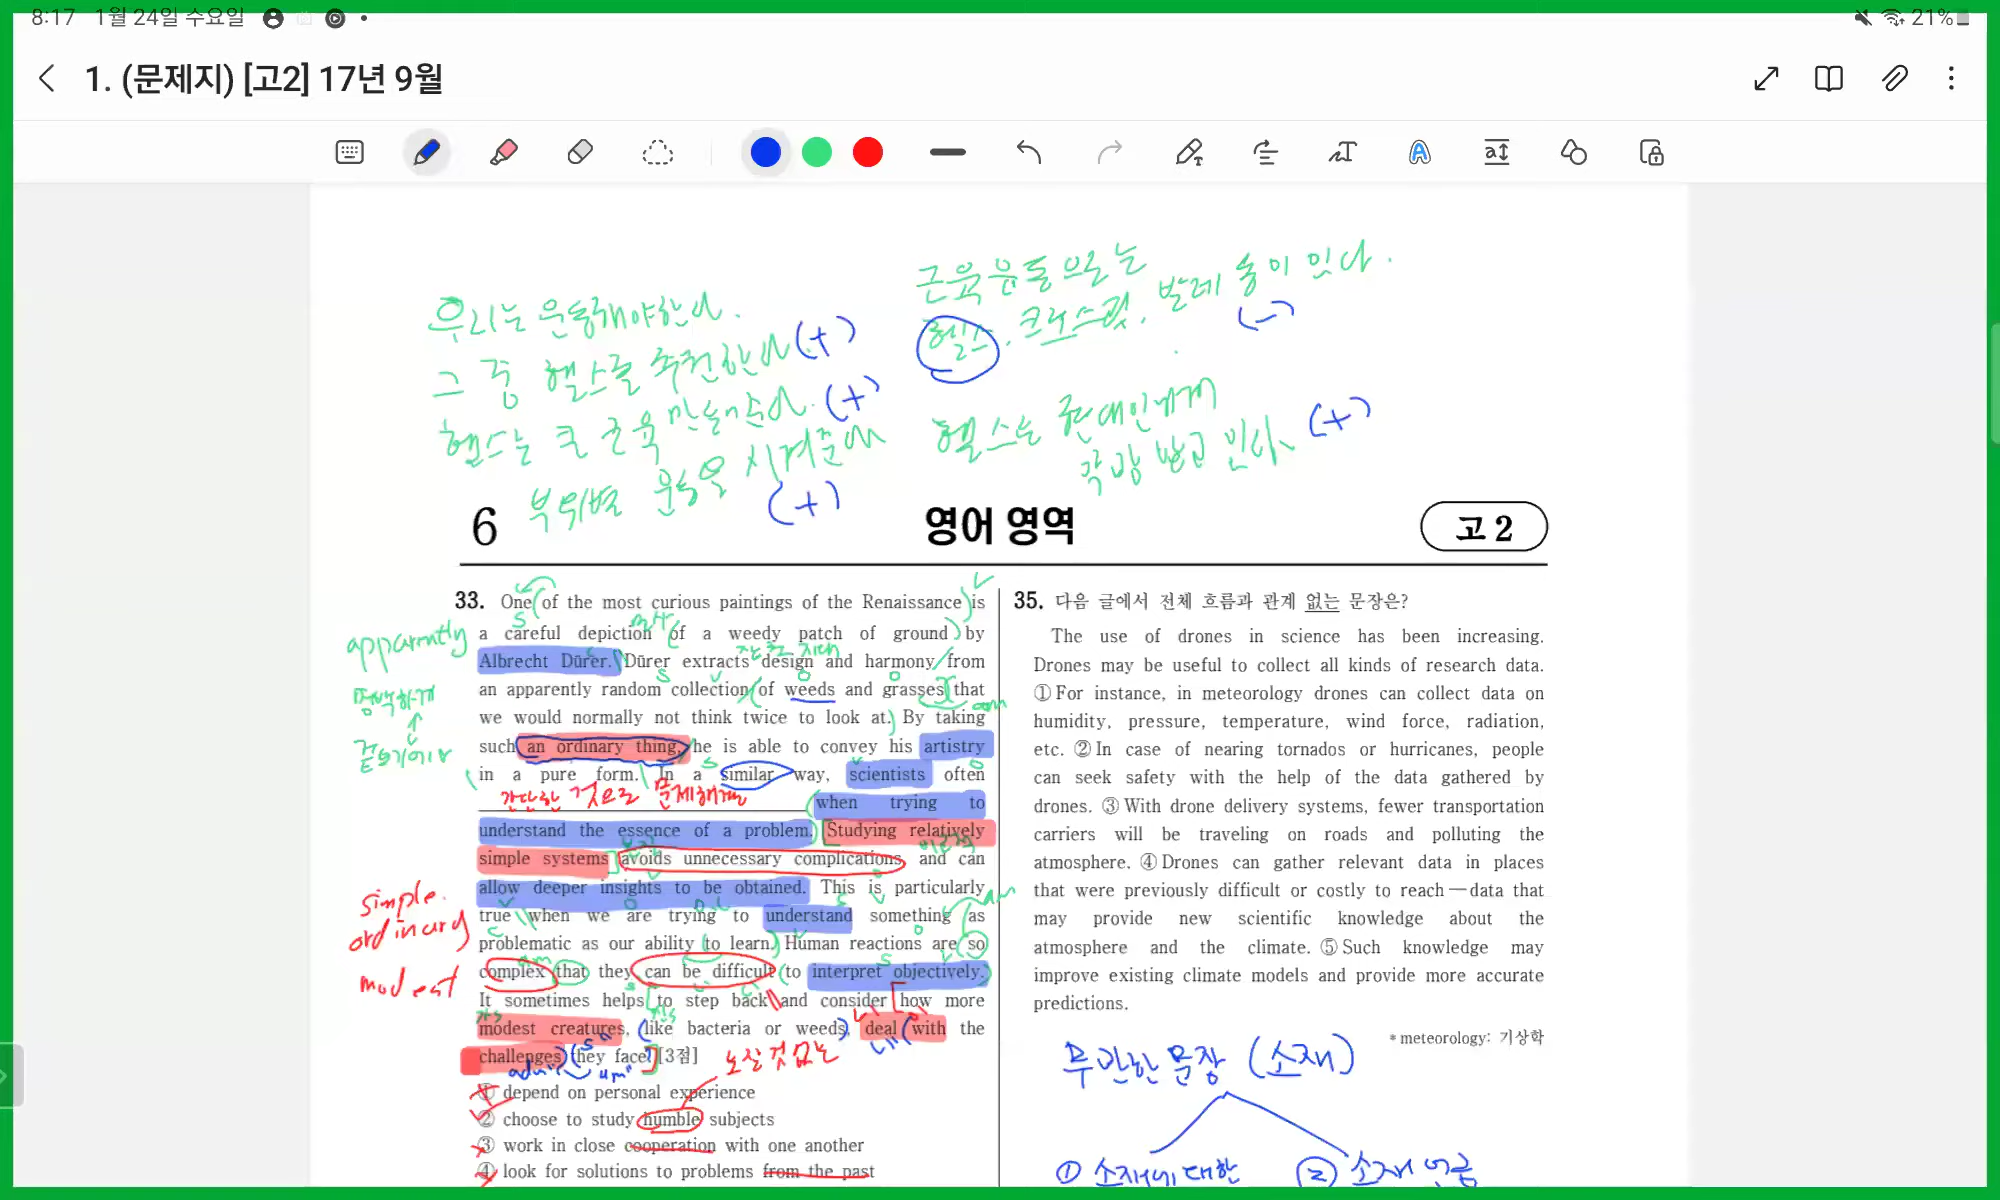 8:17 1월 24일 수요일
21%
1. (문제지) [고2] 17년 9월
우리는 운동해야한다.
그 중 헬스를 추천한다 (+)
헬스는 큰 근육 만들어준다. (+)
부위별 운동을 시켜준다
(+)
근육운동으로는
헬스, 크로스핏, 발레 등이 있다.
(-)
헬스는 현대인에게
각광 받고 있다 (+)
6 영어 영역 고 2
33. One of the most curious paintings of the Renaissance is
a careful depiction of a weedy patch of ground by
Albrecht Dürer. Dürer extracts design and harmony from
an apparently random collection of weeds and grasses that
we would normally not think twice to look at. By taking
such an ordinary thing, he is able to convey his artistry
in a pure form. In a similar way, scientists often
when trying to
understand the essence of a problem. Studying relatively
simple systems avoids unnecessary complications, and can
allow deeper insights to be obtained. This is particularly
true when we are trying to understand something as
problematic as our ability to learn. Human reactions are so
complex that they can be difficult to interpret objectively.
It sometimes helps to step back and consider how more
modest creatures, like bacteria or weeds, deal with the
challenges they face. [3점]
① depend on personal experience
② choose to study humble subjects
③ work in close cooperation with one another
④ look for solutions to problems from the past
apparently
명백하게
겉보기에나
간단한 것으로 문제해결
simple.
ordinary
modest
보잘 것 없는
35. 다음 글에서 전체 흐름과 관계 없는 문장은?
The use of drones in science has been increasing.
Drones may be useful to collect all kinds of research data.
① For instance, in meteorology drones can collect data on
humidity, pressure, temperature, wind force, radiation,
etc. ② In case of nearing tornados or hurricanes, people
can seek safety with the help of the data gathered by
drones. ③ With drone delivery systems, fewer transportation
carriers will be traveling on roads and polluting the
atmosphere. ④ Drones can gather relevant data in places
that were previously difficult or costly to reach — data that
may provide new scientific knowledge about the
atmosphere and the climate. ⑤ Such knowledge may
improve existing climate models and provide more accurate
predictions.
* meteorology: 기상학
무관한 문장 (소재)
① 소재에 대한
② 소재 언급